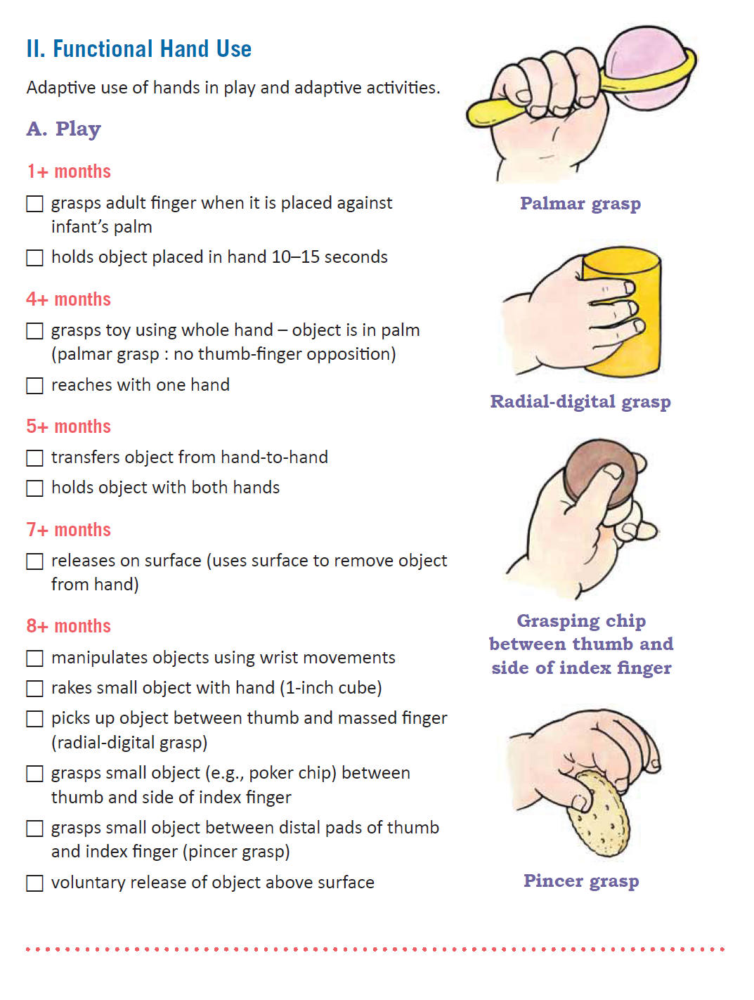 II. Functional Hand Use
Adaptive use of hands in play and adaptive activities.
A. Play
1+ months
grasps adult finger when it is placed against
infant's palm
holds object placed in hand 10–15 seconds
4+ months
grasps toy using whole hand – object is in palm
(palmar grasp : no thumb-finger opposition)
reaches with one hand
5+ months
transfers object from hand-to-hand
holds object with both hands
7+ months
releases on surface (uses surface to remove object
from hand)
8+ months
manipulates objects using wrist movements
rakes small object with hand (1-inch cube)
picks up object between thumb and massed finger
(radial-digital grasp)
grasps small object (e.g., poker chip) between
thumb and side of index finger
grasps small object between distal pads of thumb
and index finger (pincer grasp)
voluntary release of object above surface
Palmar grasp
Radial-digital grasp
Grasping chip
between thumb and
side of index finger
Pincer grasp